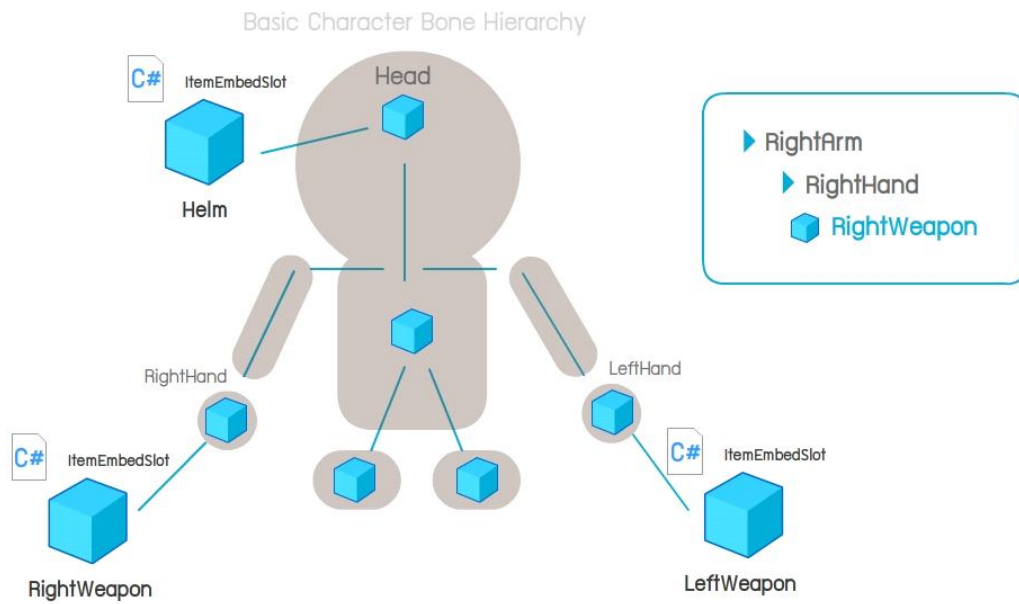 Basic Character Bone Hierarchy
C#
ItemEmbedSlot
Head
Helm
RightArm
RightHand
RightWeapon
RightHand
LeftHand
C#
ItemEmbedSlot
RightWeapon
C#
ItemEmbedSlot
LeftWeapon